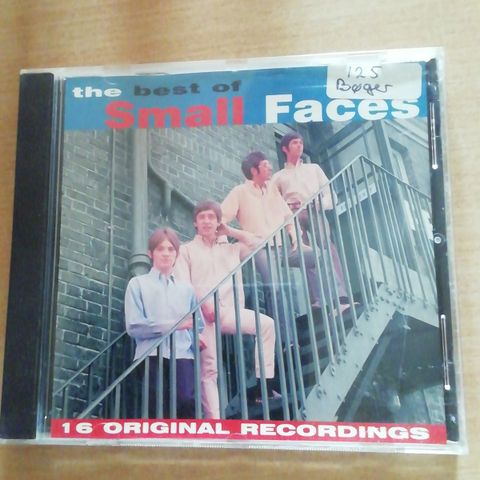 the best of
Small Faces
125
Bøger
16 ORIGINAL RECORDINGS